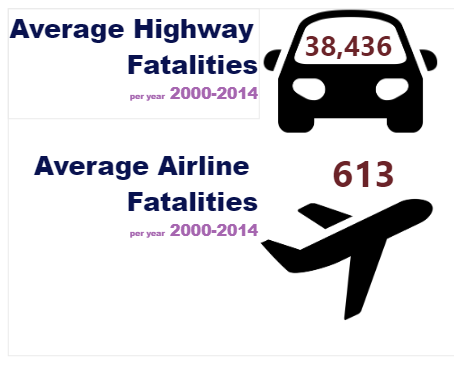 Average Highway
Fatalities
per year 2000-2014
38,436
Average Airline
Fatalities
per year 2000-2014
613